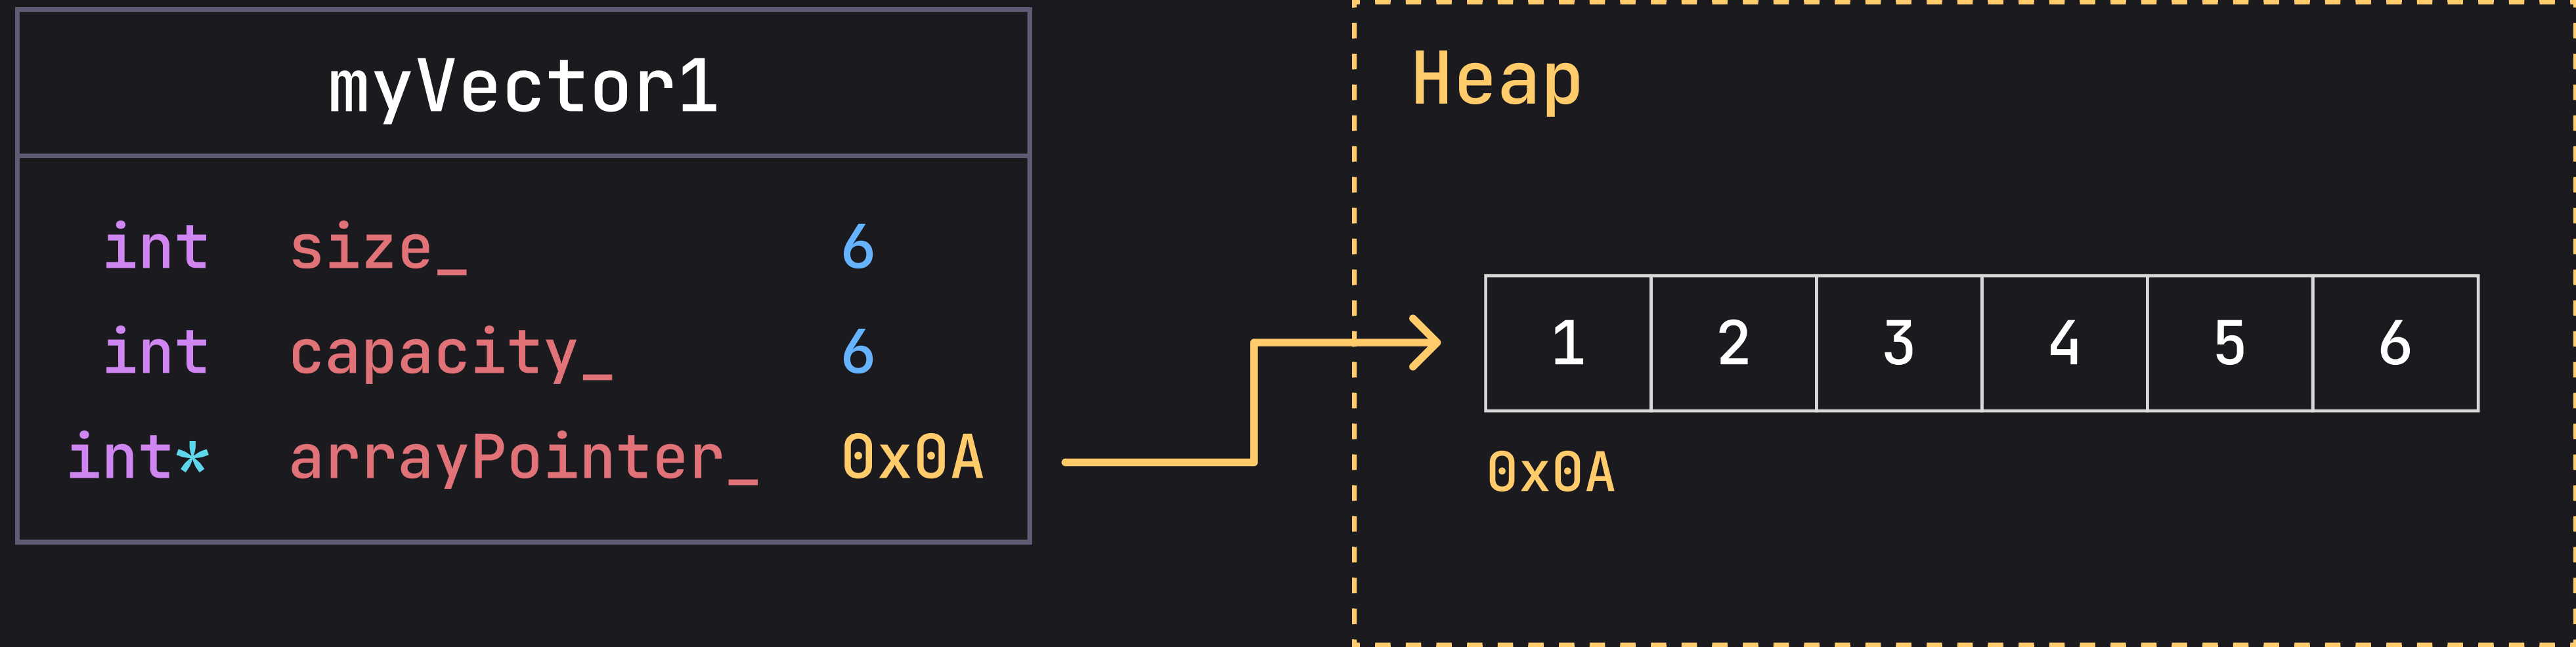 myVector1
int size_ 6
int capacity_ 6
int* arrayPointer_ 0x0A
Heap
1 2 3 4 5 6
0x0A